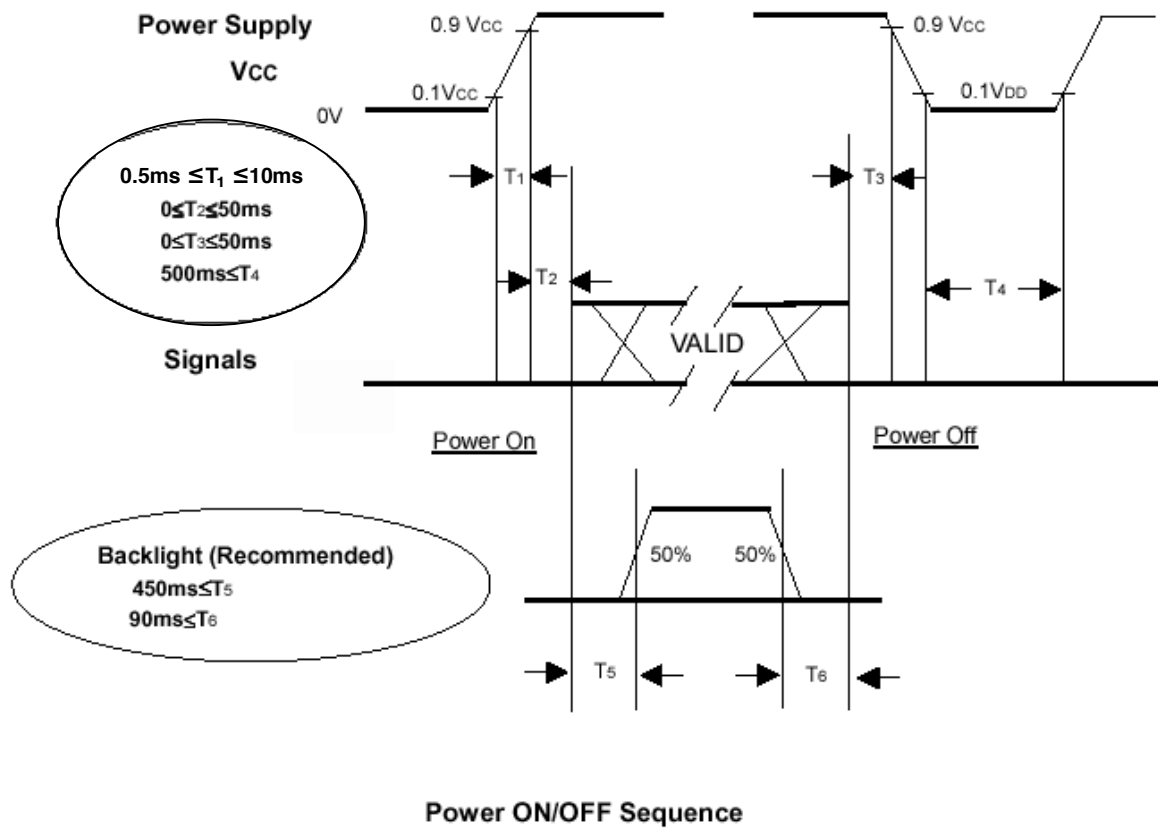 Power Supply
VCC
0.9 VCC
0.9 VCC
0.1VCC
0.1VDD
0V
0.5ms ≤T1 ≤10ms
0≤T2≤50ms
0≤T3≤50ms
500ms≤T4
T1
T3
T2
T4
VALID
Signals
Power On
Power Off
Backlight (Recommended)
450ms≤T5
90ms≤T6
50%
50%
T5
T6
Power ON/OFF Sequence